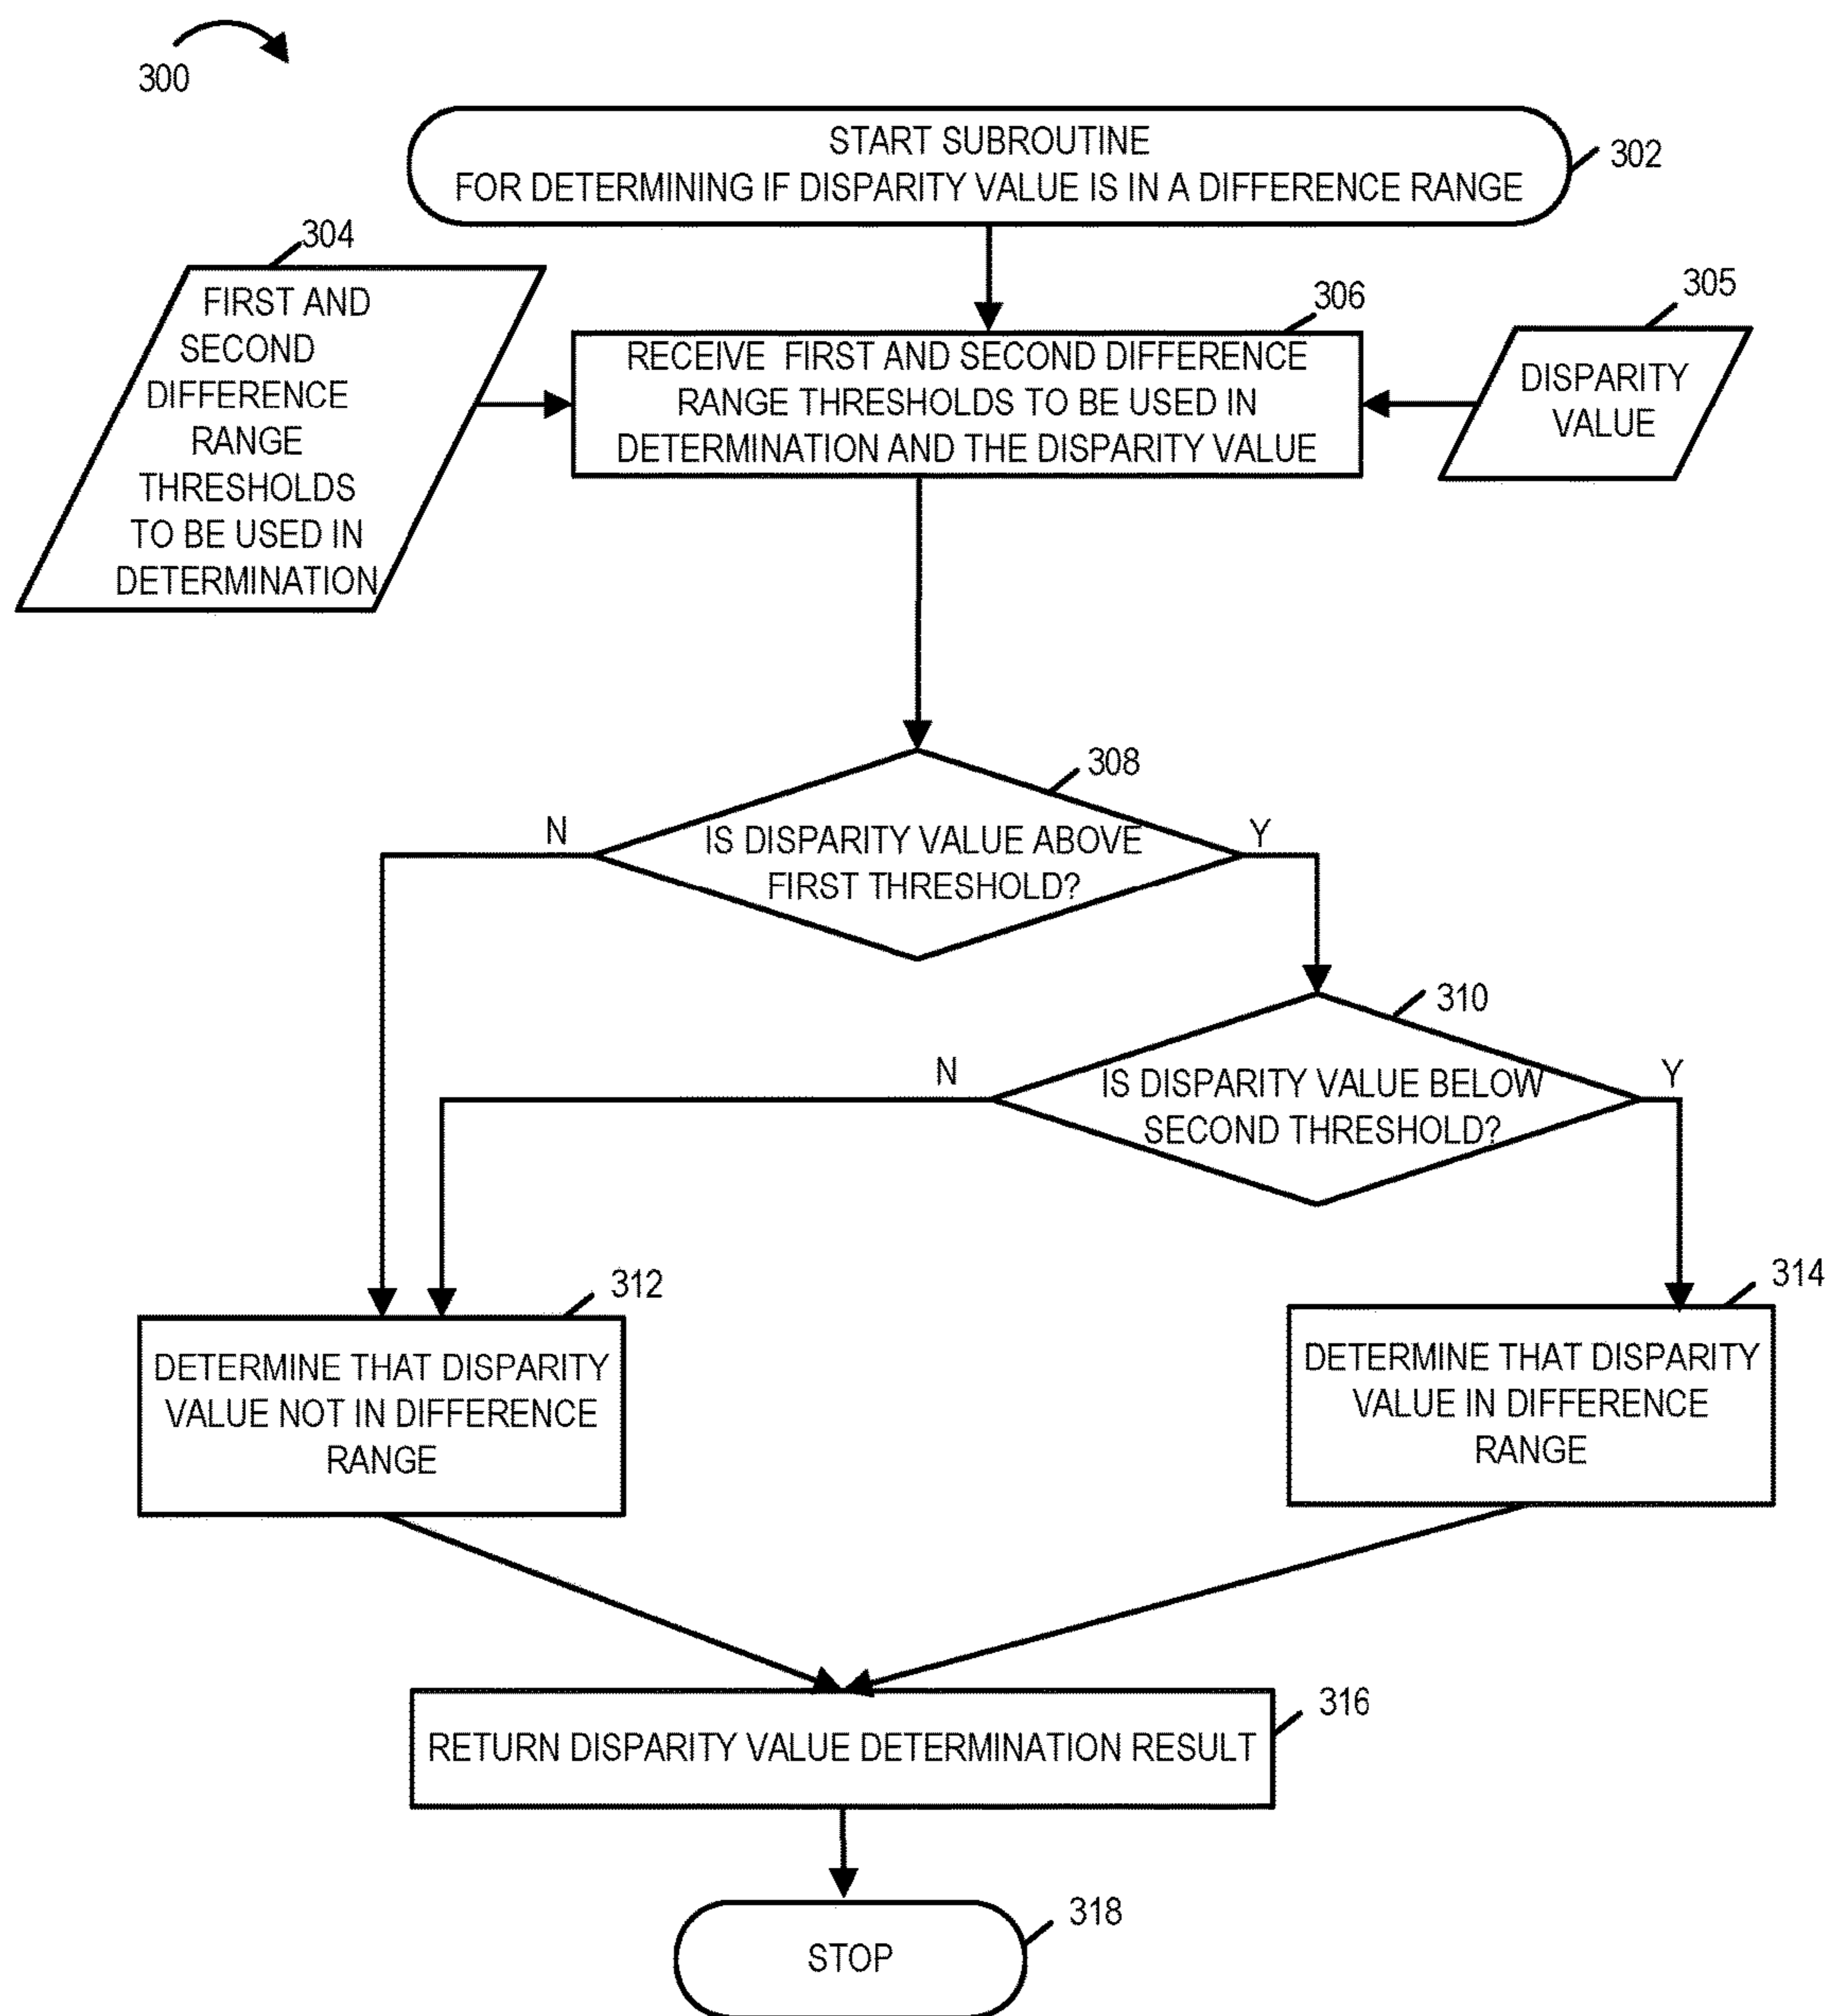 300
START SUBROUTINE
FOR DETERMINING IF DISPARITY VALUE IS IN A DIFFERENCE RANGE
302
304
FIRST AND
SECOND
DIFFERENCE
RANGE
THRESHOLDS
TO BE USED IN
DETERMINATION
306
RECEIVE FIRST AND SECOND DIFFERENCE
RANGE THRESHOLDS TO BE USED IN
DETERMINATION AND THE DISPARITY VALUE
305
DISPARITY
VALUE
308
N
IS DISPARITY VALUE ABOVE
FIRST THRESHOLD?
Y
310
N
IS DISPARITY VALUE BELOW
SECOND THRESHOLD?
Y
312
DETERMINE THAT DISPARITY
VALUE NOT IN DIFFERENCE
RANGE
314
DETERMINE THAT DISPARITY
VALUE IN DIFFERENCE
RANGE
316
RETURN DISPARITY VALUE DETERMINATION RESULT
318
STOP